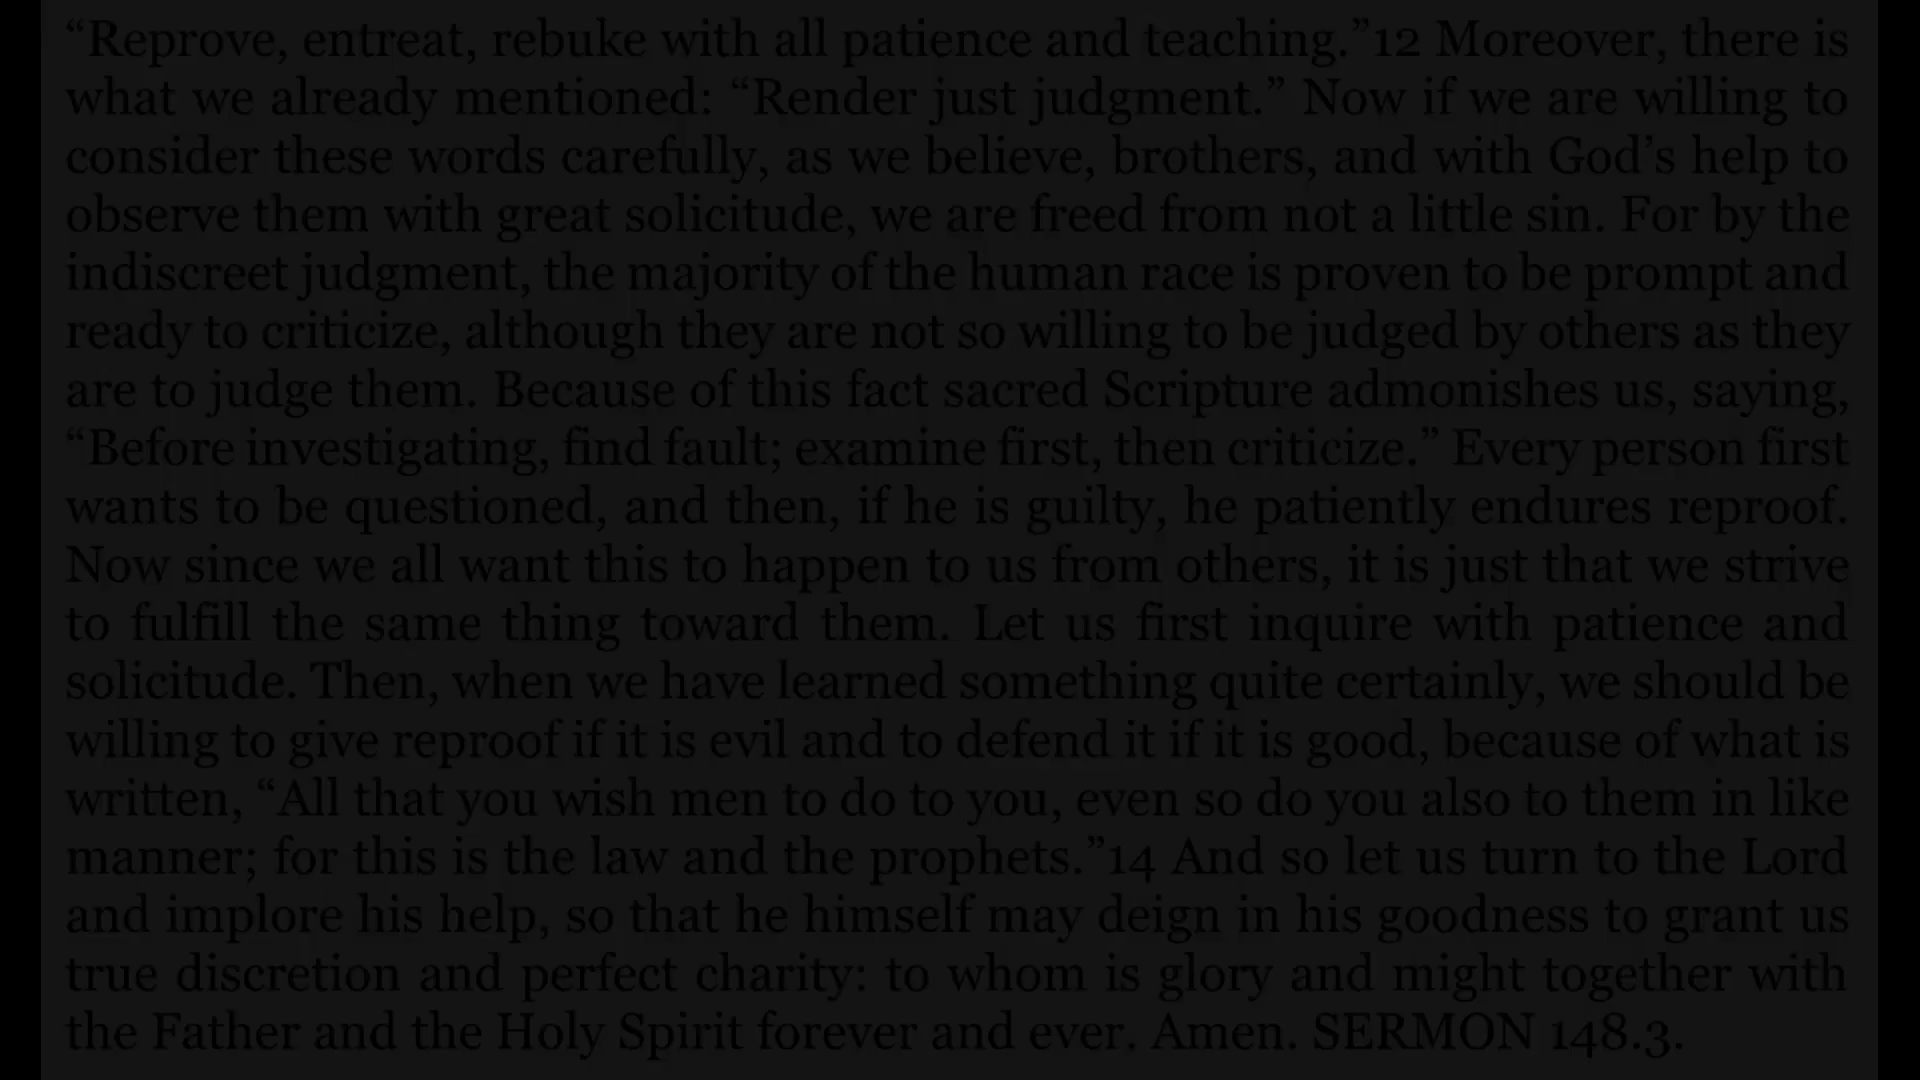 “Reprove, entreat, rebuke with all patience and teaching.”12 Moreover, there is
what we already mentioned: “Render just judgment.” Now if we are willing to
consider these words carefully, as we believe, brothers, and with God’s help to
observe them with great solicitude, we are freed from not a little sin. For by the
indiscreet judgment, the majority of the human race is proven to be prompt and
ready to criticize, although they are not so willing to be judged by others as they
are to judge them. Because of this fact sacred Scripture admonishes us, saying,
“Before investigating, find fault; examine first, then criticize.” Every person first
wants to be questioned, and then, if he is guilty, he patiently endures reproof.
Now since we all want this to happen to us from others, it is just that we strive
to fulfill the same thing toward them. Let us first inquire with patience and
solicitude. Then, when we have learned something quite certainly, we should be
willing to give reproof if it is evil and to defend it if it is good, because of what is
written, “All that you wish men to do to you, even so do you also to them in like
manner; for this is the law and the prophets.”14 And so let us turn to the Lord
and implore his help, so that he himself may deign in his goodness to grant us
true discretion and perfect charity: to whom is glory and might together with
the Father and the Holy Spirit forever and ever. Amen. SERMON 148.3.